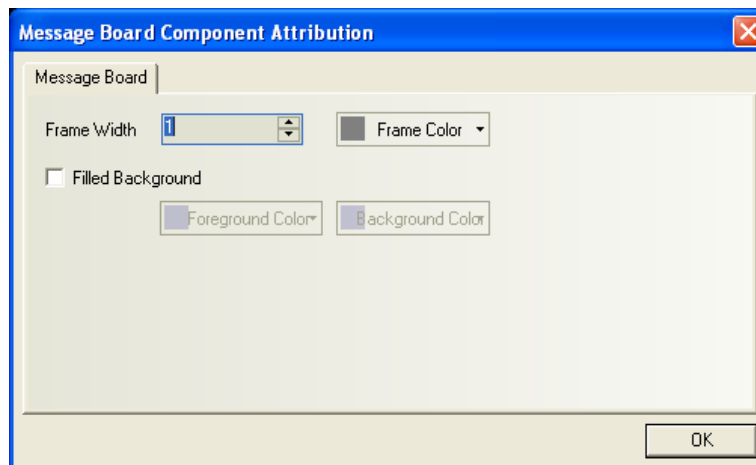 Message Board Component Attribution
Message Board
Frame Width 1 Frame Color
Filled Background
Foreground Color Background Color
OK